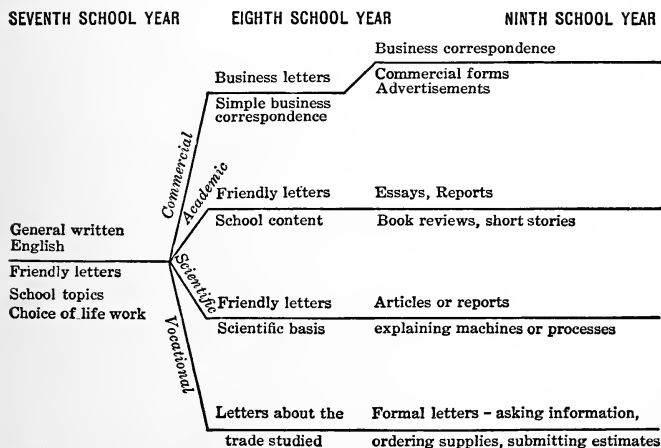 SEVENTH SCHOOL YEAR EIGHTH SCHOOL YEAR NINTH SCHOOL YEAR
General written
English
Friendly letters
School topics
Choice of life work
Commercial
Business letters
Simple business
correspondence
Business correspondence
Commercial forms
Advertisements
Academic
Friendly letters
School content
Essays, Reports
Book reviews, short stories
Scientific
Friendly letters
Scientific basis
Articles or reports
explaining machines or processes
Vocational
Letters about the
trade studied
Formal letters – asking information,
ordering supplies, submitting estimates